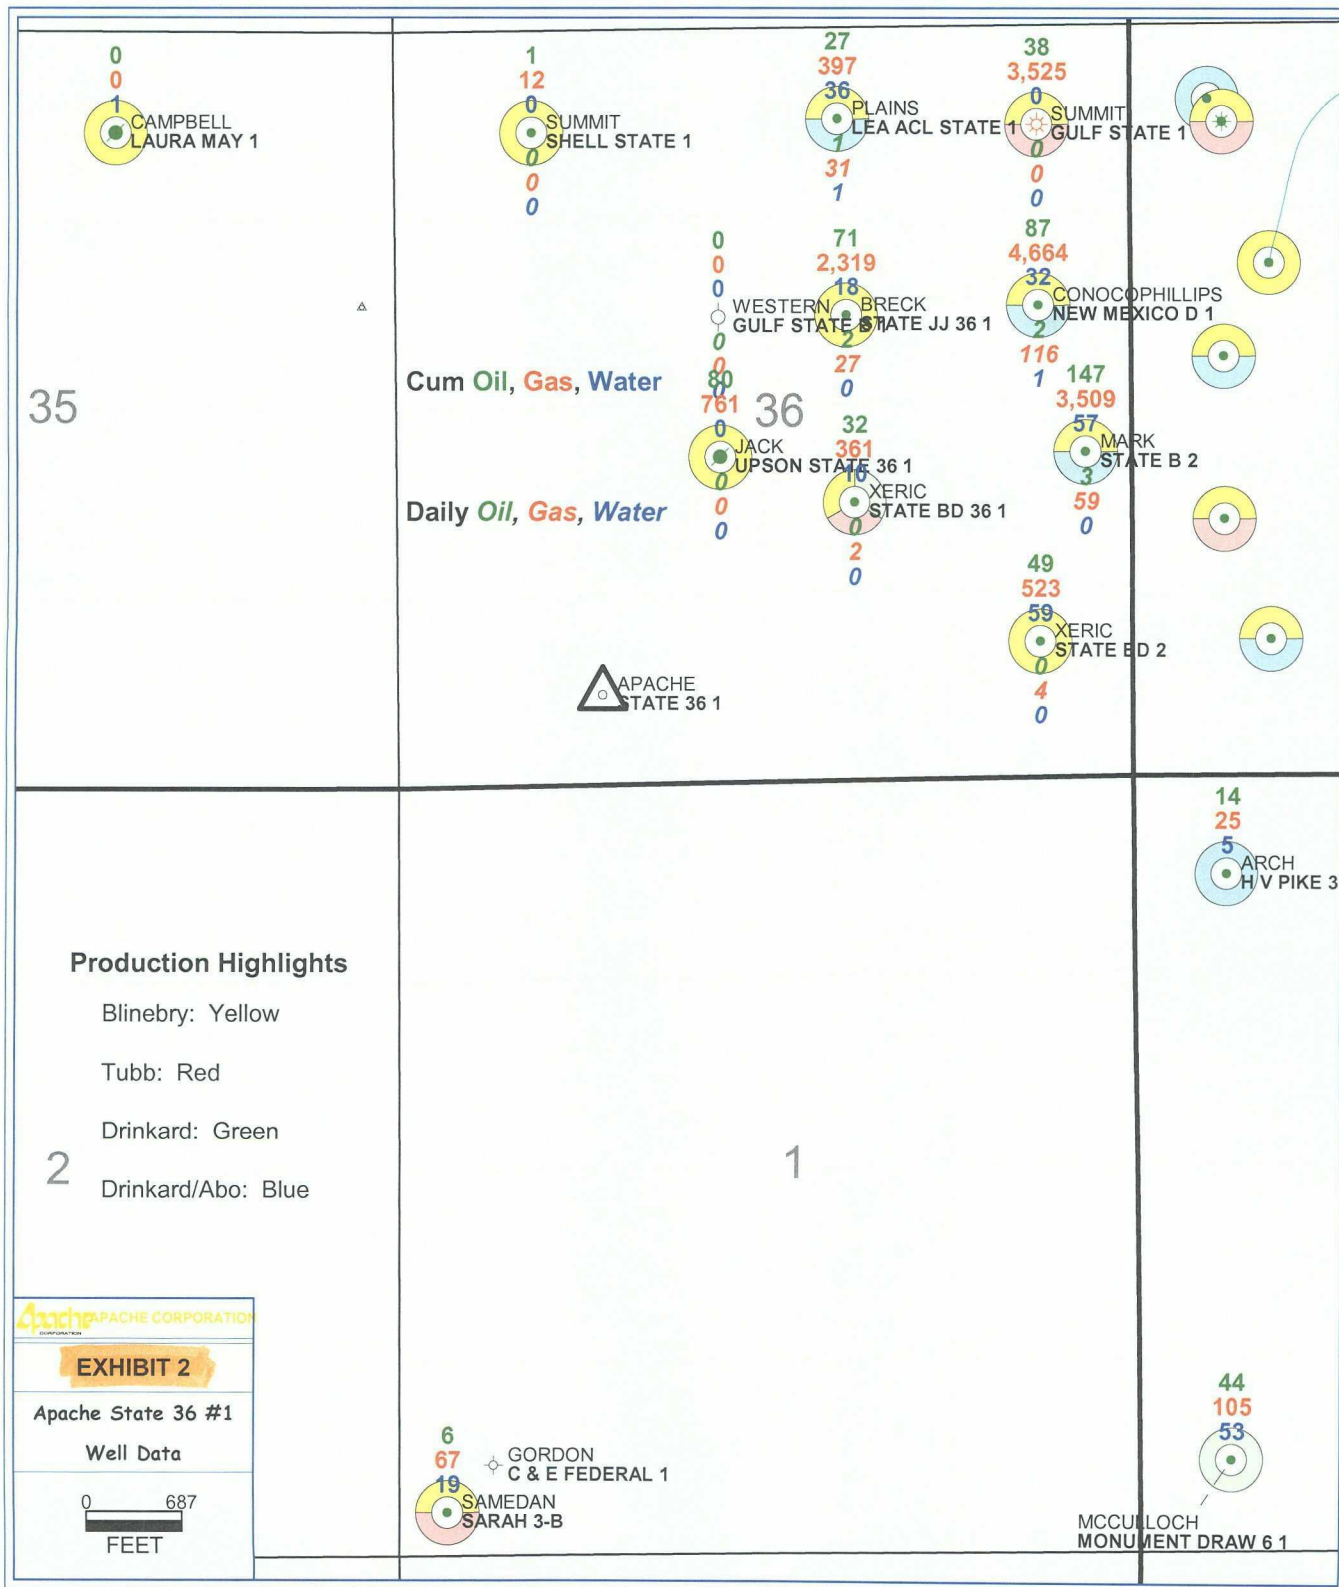 0
0
1
CAMPBELL
LAURA MAY 1
1
12
0
SUMMIT
SHELL STATE 1
0
0
0
27
397
36
PLAINS
LEA ACL STATE 1
1
31
1
38
3,525
0
SUMMIT
GULF STATE 1
0
0
0
0
0
0
WESTERN
GULF STATE B 1
0
0
0
71
2,319
18
BRECK
STATE JJ 36 1
2
27
0
87
4,664
32
CONOCOPHILLIPS
NEW MEXICO D 1
2
116
1
35
Cum Oil, Gas, Water
36
80
761
0
JACK
UPSON STATE 36 1
0
0
0
32
361
10
XERIC
STATE BD 36 1
0
2
0
147
3,509
57
MARK
STATE B 2
3
59
0
Daily Oil, Gas, Water
49
523
59
XERIC
STATE BD 2
0
4
0
APACHE
STATE 36 1
14
25
5
ARCH
H V PIKE 3
Production Highlights
Blinebry: Yellow
Tubb: Red
Drinkard: Green
Drinkard/Abo: Blue
2
1
Apache APACHE CORPORATION
CORPORATION
EXHIBIT 2
Apache State 36 #1
Well Data
0 687
FEET
6
67
19
SAMEDAN
SARAH 3-B
GORDON
C & E FEDERAL 1
44
105
53
MCCULLOCH
MONUMENT DRAW 6 1